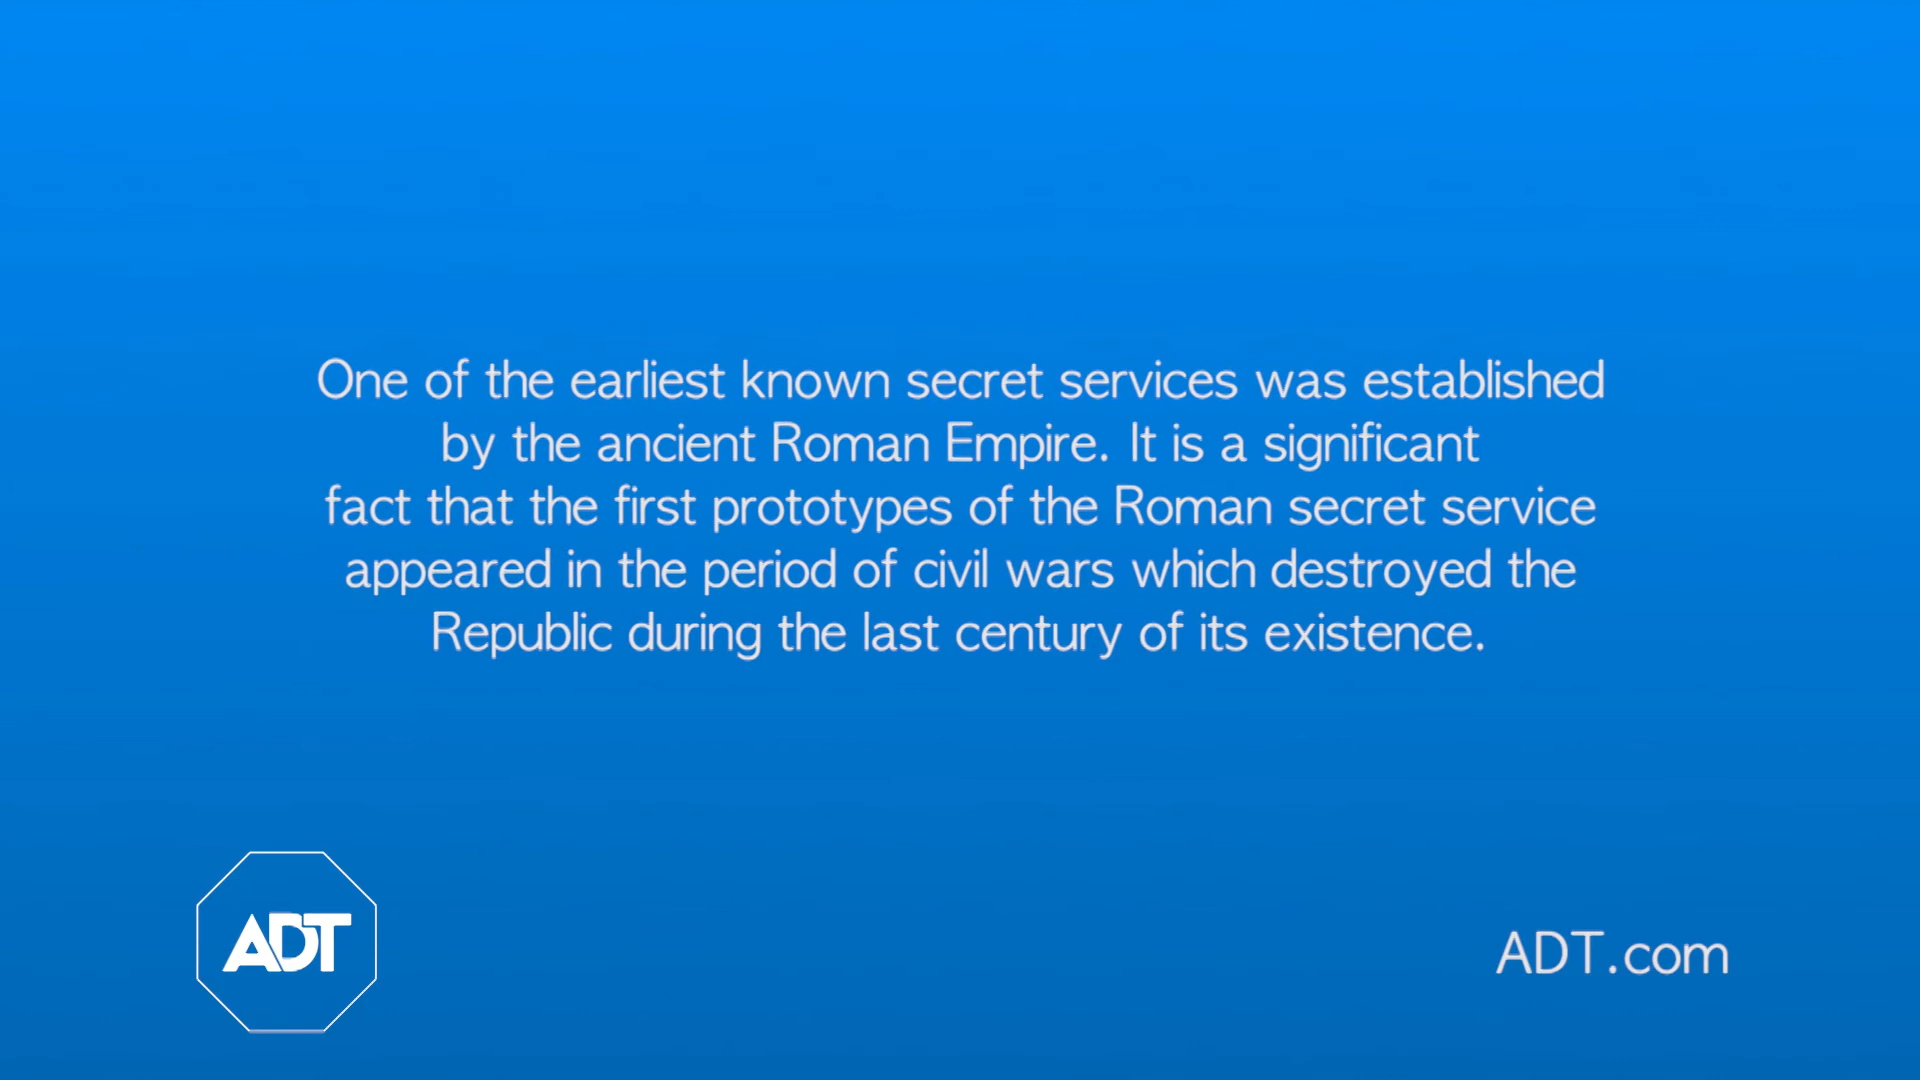 One of the earliest known secret services was established
by the ancient Roman Empire. It is a significant
fact that the first prototypes of the Roman secret service
appeared in the period of civil wars which destroyed the
Republic during the last century of its existence.
ADT
ADT.com